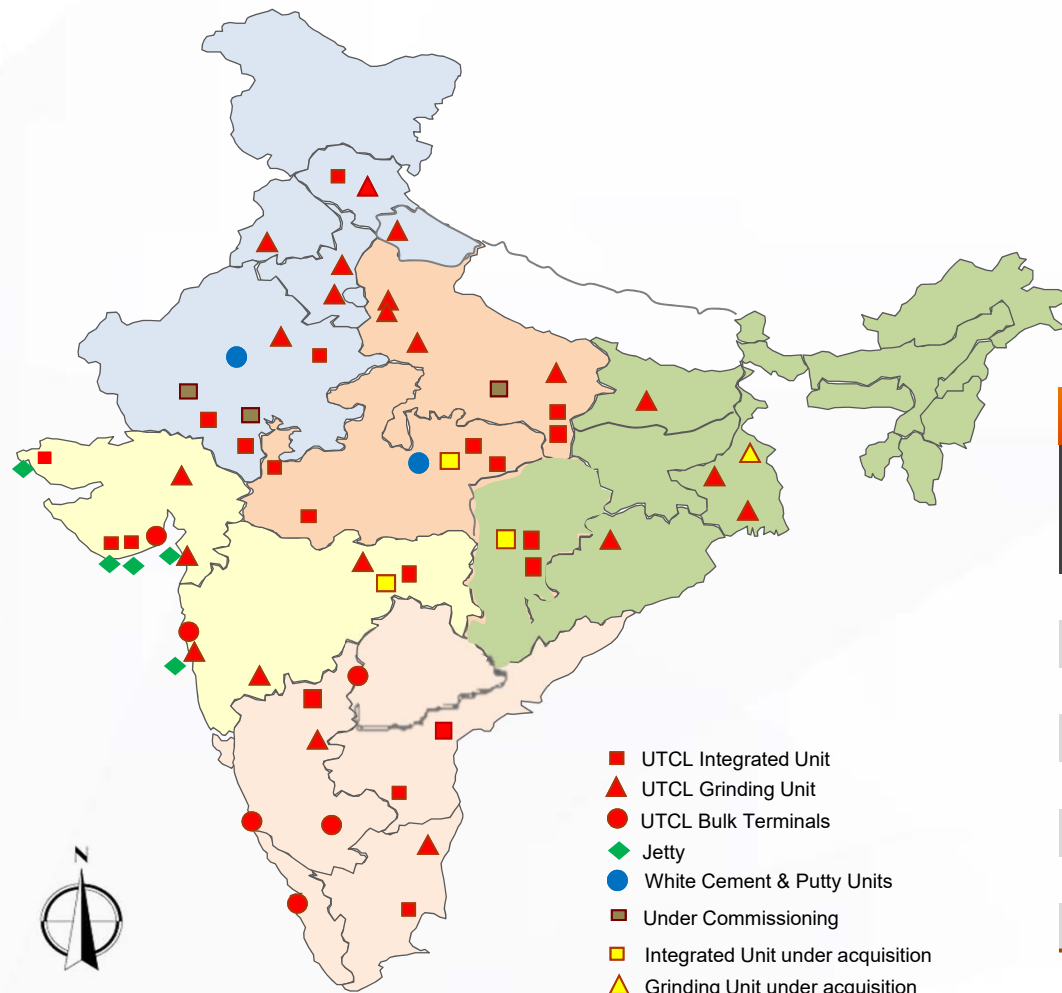 UTCL Integrated Unit
UTCL Grinding Unit
UTCL Bulk Terminals
Jetty
N
White Cement & Putty Units
Under Commissioning
Integrated Unit under acquisition
Grinding Unit under acquisition